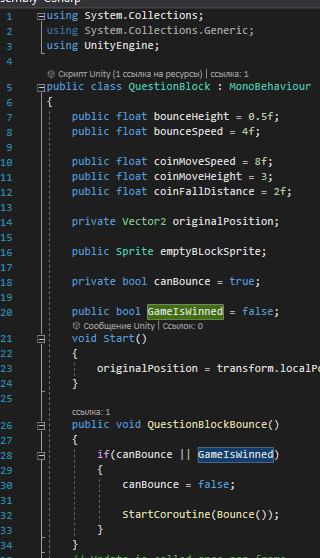 sembly-CSharp
1 using System.Collections;
2 using System.Collections.Generic;
3 using UnityEngine;
4
Скрипт Unity (1 ссылка на ресурсы) | ссылка: 1
5 public class QuestionBlock : MonoBehaviour
6 {
7 public float bounceHeight = 0.5f;
8 public float bounceSpeed = 4f;
9
10 public float coinMoveSpeed = 8f;
11 public float coinMoveHeight = 3;
12 public float coinFallDistance = 2f;
13
14 private Vector2 originalPosition;
15
16 public Sprite emptyBLockSprite;
17
18 private bool canBounce = true;
19
20 public bool GameIsWinned = false;
Сообщение Unity | Ссылок: 0
21 void Start()
22 {
23 originalPosition = transform.localPo
24 }
25
ссылка: 1
26 public void QuestionBlockBounce()
27 {
28 if(canBounce || GameIsWinned)
29 {
30 canBounce = false;
31
32 StartCoroutine(Bounce());
33 }
34 }